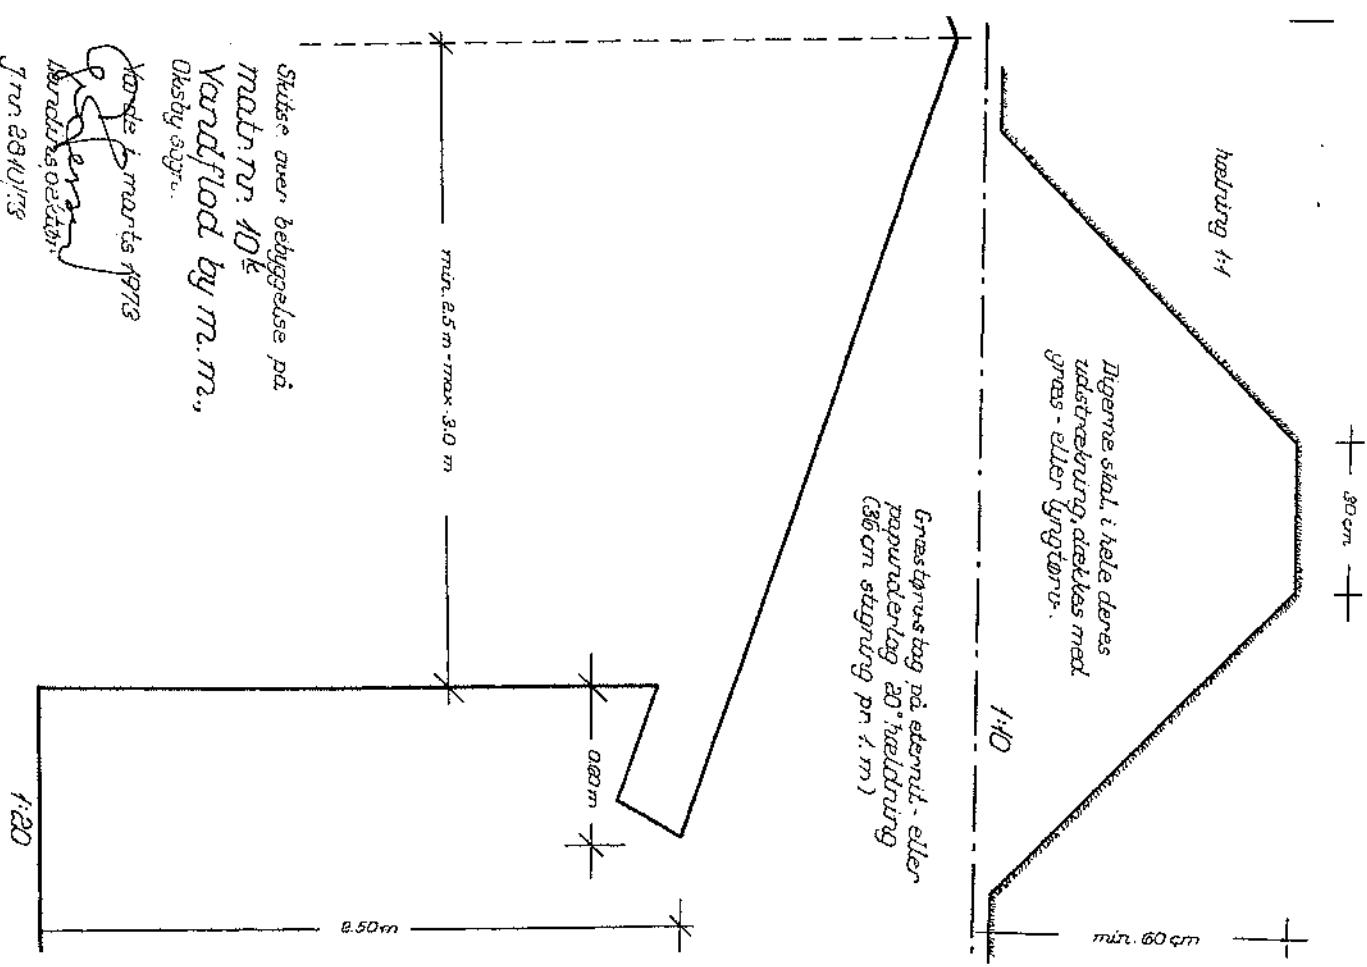 30 cm
hælning 1:1
Digerne skal, i hele deres
udstrækning, dækkes med
græs- eller lyngtørv.
min. 60 cm
1:10
Græstørvstag på eternit- eller
papunderlag 20° hældning
(36 cm stigning pr. 1. m)
min. 2.5 m - max. 3.0 m
0.60 m
2.50 m
1:20
Skitse over bebyggelse på
matr. nr. 10k
Vandflod by m.m.,
Oksby sogn.
Varde i marts 1973
landinspektør
J. nr. 2810/73